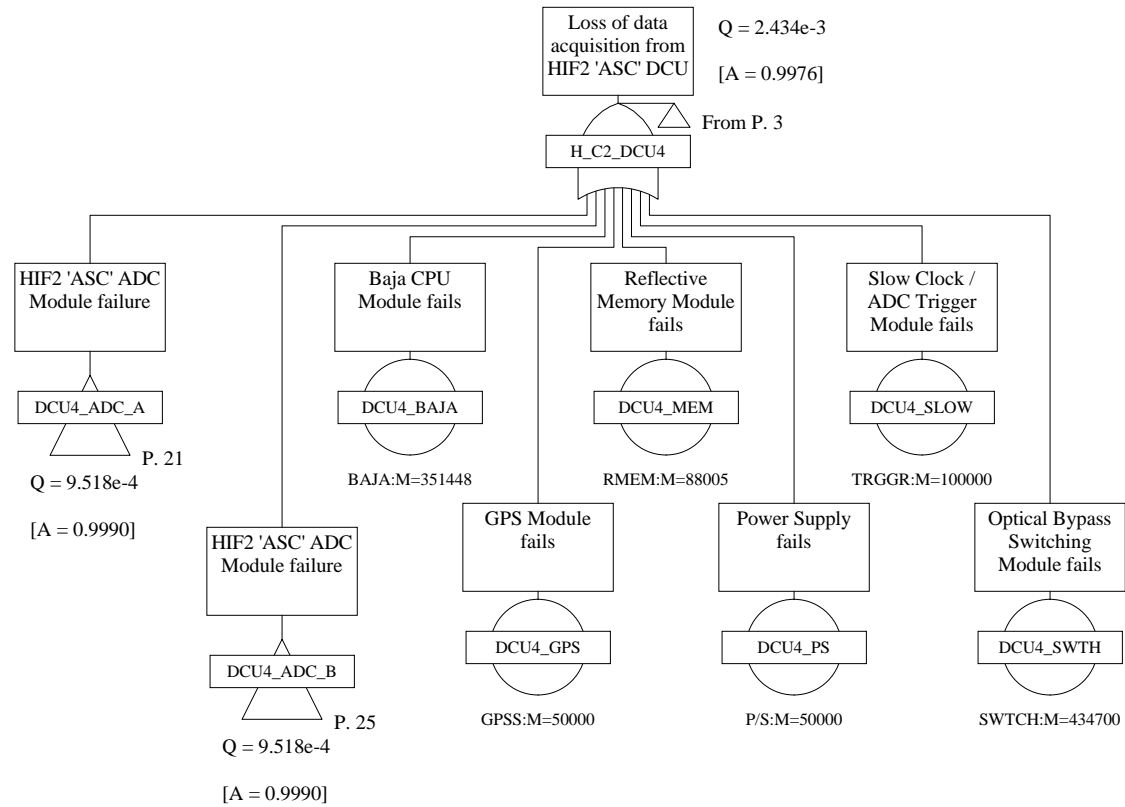 Loss of data
acquisition from
HIF2 'ASC' DCU
Q = 2.434e-3
[A = 0.9976]
From P. 3
H_C2_DCU4
HIF2 'ASC' ADC
Module failure
DCU4_ADC_A
P. 21
Q = 9.518e-4
[A = 0.9990]
HIF2 'ASC' ADC
Module failure
DCU4_ADC_B
P. 25
Q = 9.518e-4
[A = 0.9990]
Baja CPU
Module fails
DCU4_BAJA
BAJA:M=351448
GPS Module
fails
DCU4_GPS
GPSS:M=50000
Reflective
Memory Module
fails
DCU4_MEM
RMEM:M=88005
Power Supply
fails
DCU4_PS
P/S:M=50000
Slow Clock /
ADC Trigger
Module fails
DCU4_SLOW
TRGGR:M=100000
Optical Bypass
Switching
Module fails
DCU4_SWTH
SWTCH:M=434700